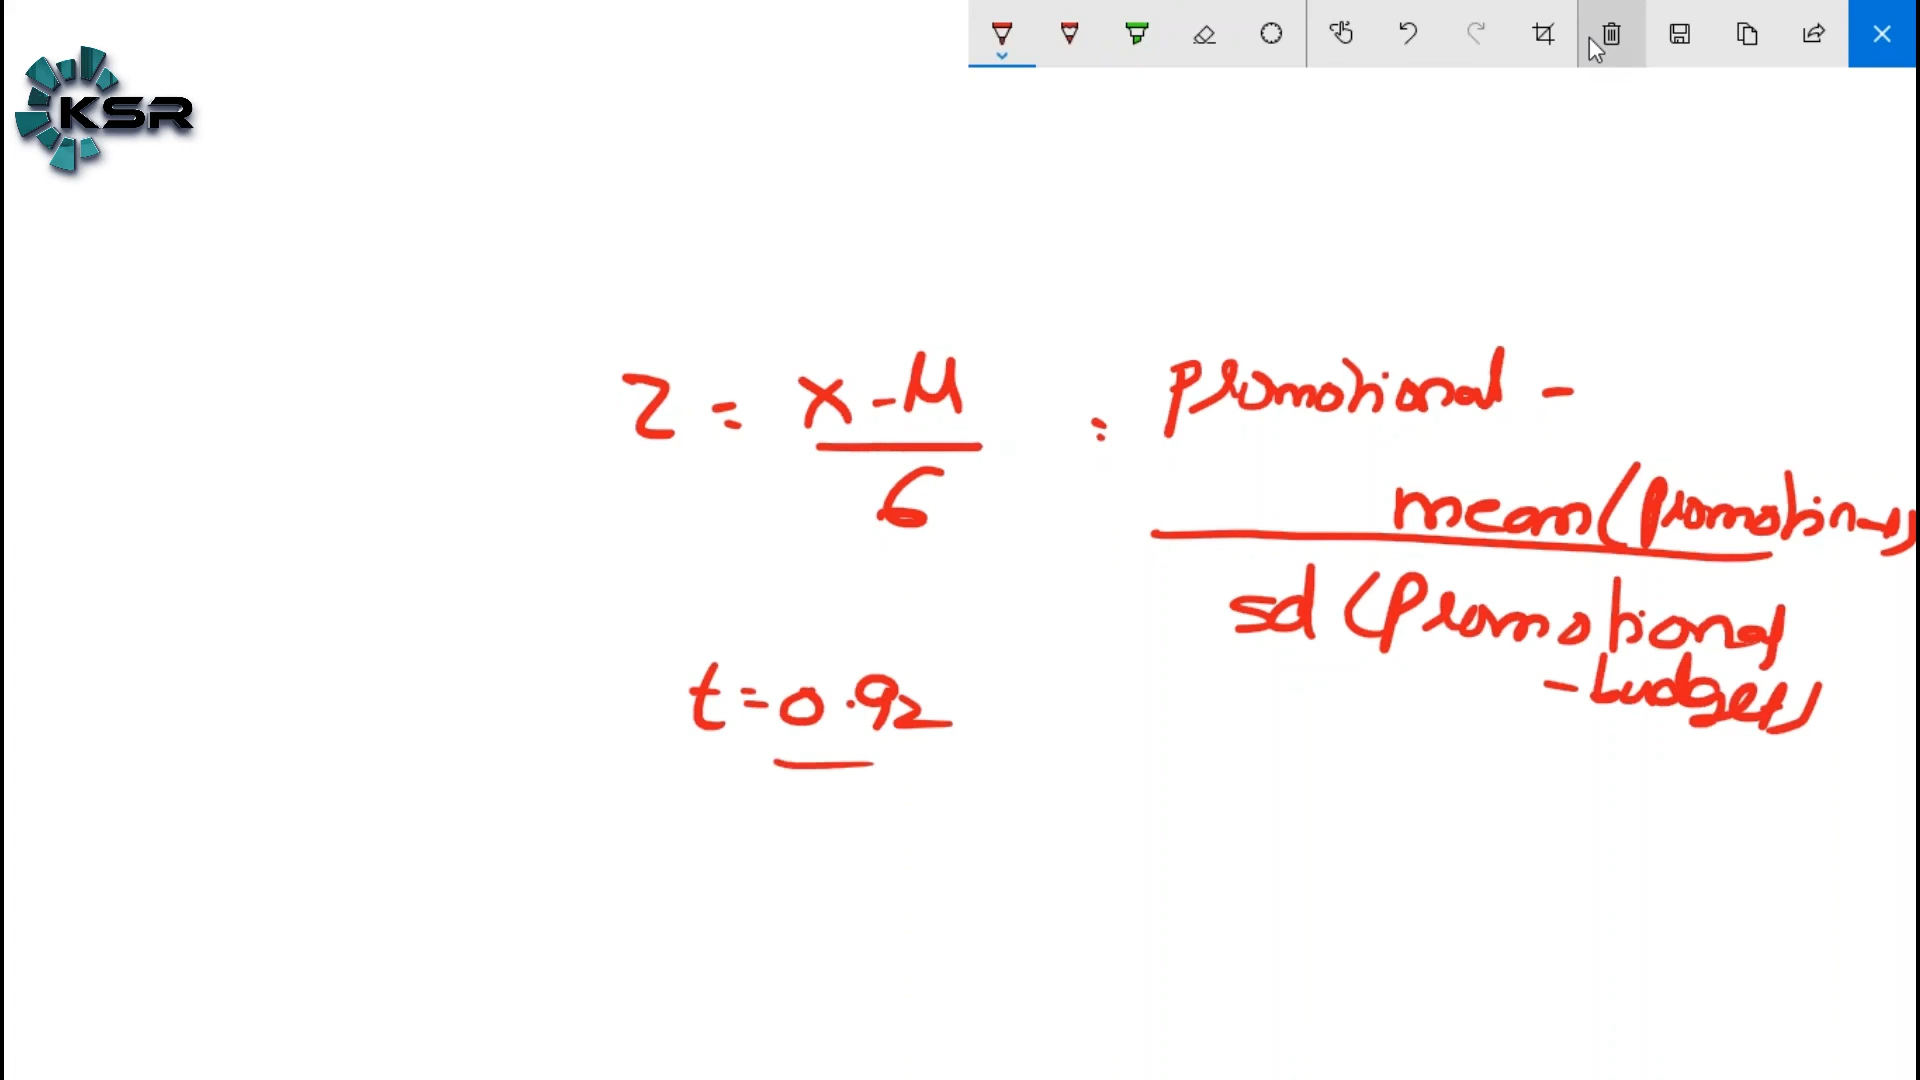 KSR
Z = x - μ = promotional -
σ mean(promotional)
sd (promotional
- budget)
t = 0.92